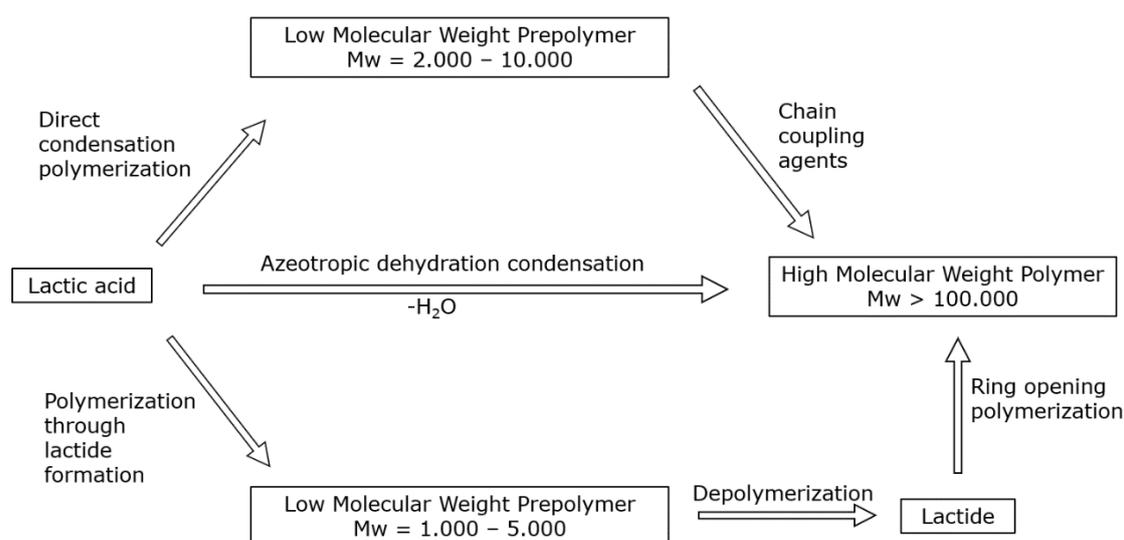 Low Molecular Weight Prepolymer
Mw = 2.000 – 10.000
Direct
condensation
polymerization
Chain
coupling
agents
Lactic acid
Azeotropic dehydration condensation
-H₂O
High Molecular Weight Polymer
Mw > 100.000
Polymerization
through
lactide
formation
Ring opening
polymerization
Low Molecular Weight Prepolymer
Mw = 1.000 – 5.000
Depolymerization
Lactide